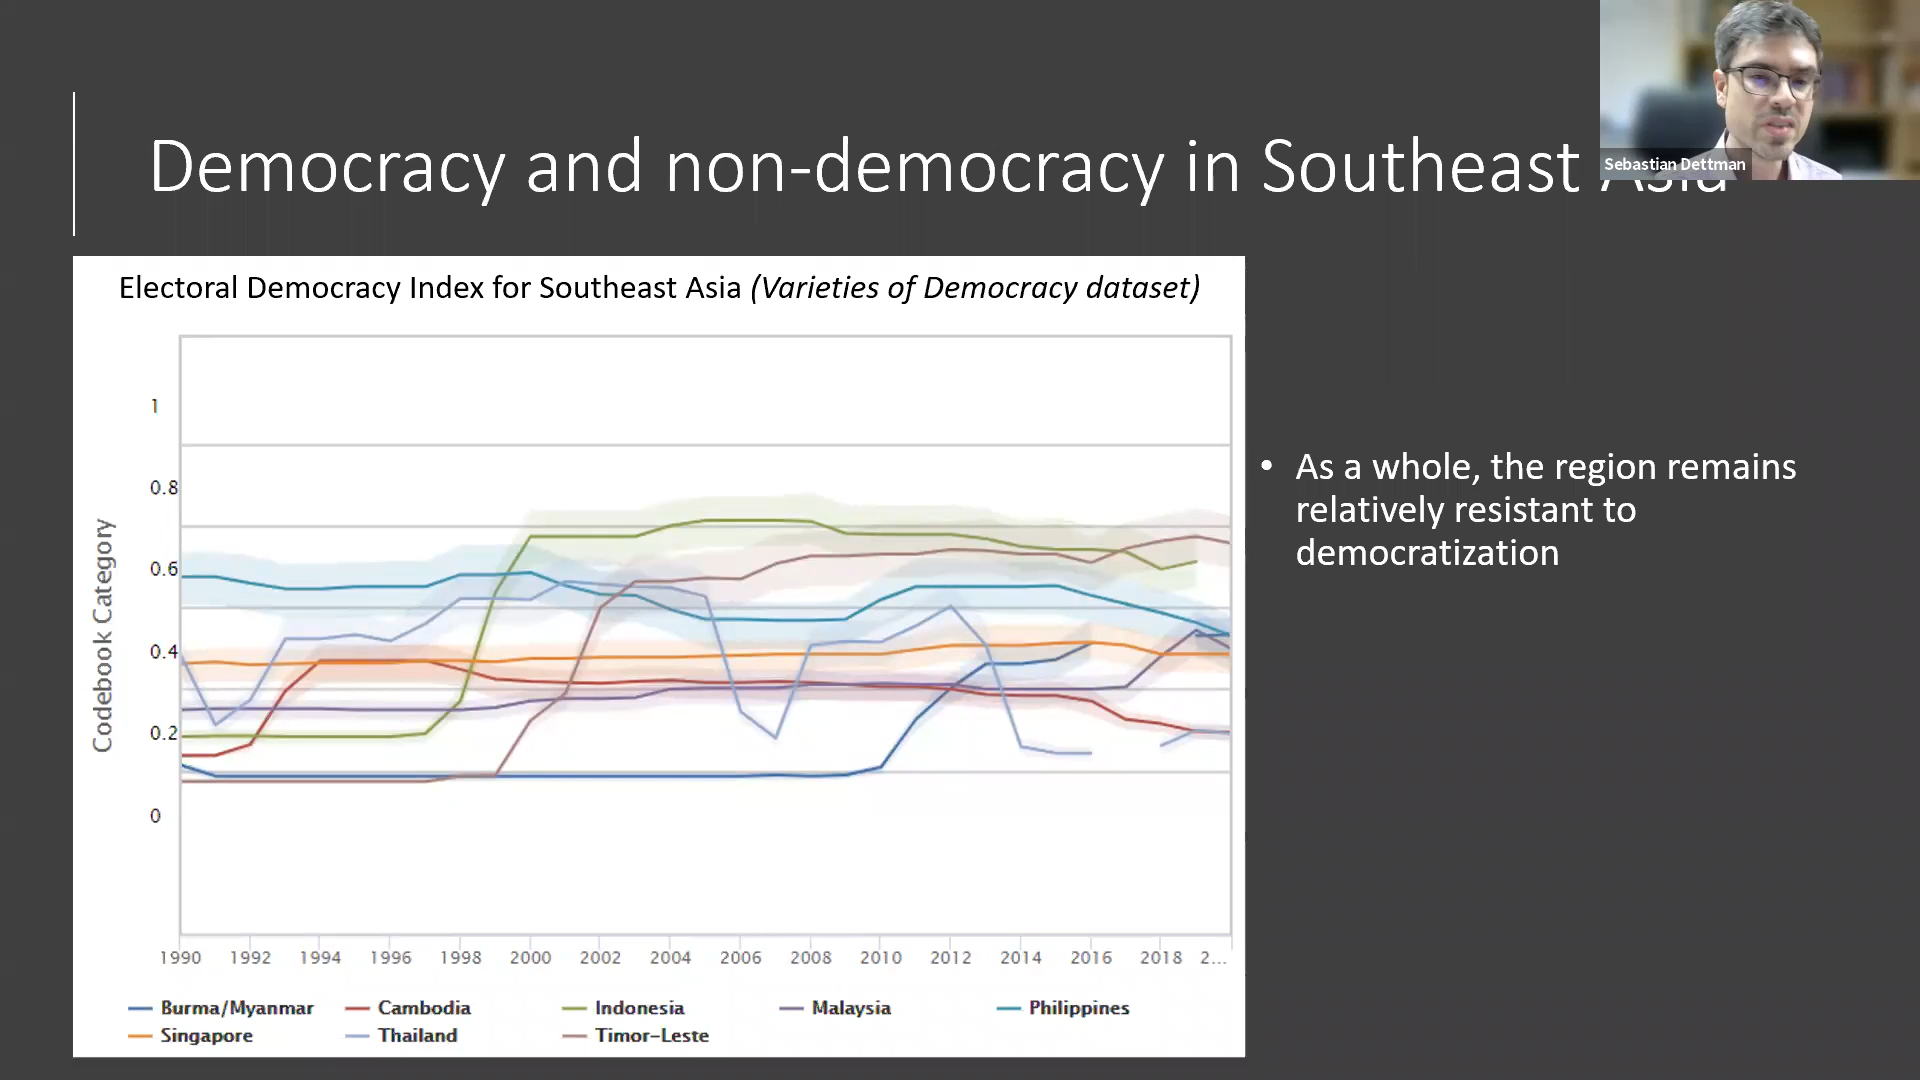 Democracy and non-democracy in Southeast Asia
Sebastian Dettman
Electoral Democracy Index for Southeast Asia (Varieties of Democracy dataset)
Codebook Category
1
0.8
0.6
0.4
0.2
0
1990 1992 1994 1996 1998 2000 2002 2004 2006 2008 2010 2012 2014 2016 2018 2...
Burma/Myanmar Cambodia Indonesia Malaysia Philippines
Singapore Thailand Timor-Leste
• As a whole, the region remains
relatively resistant to
democratization